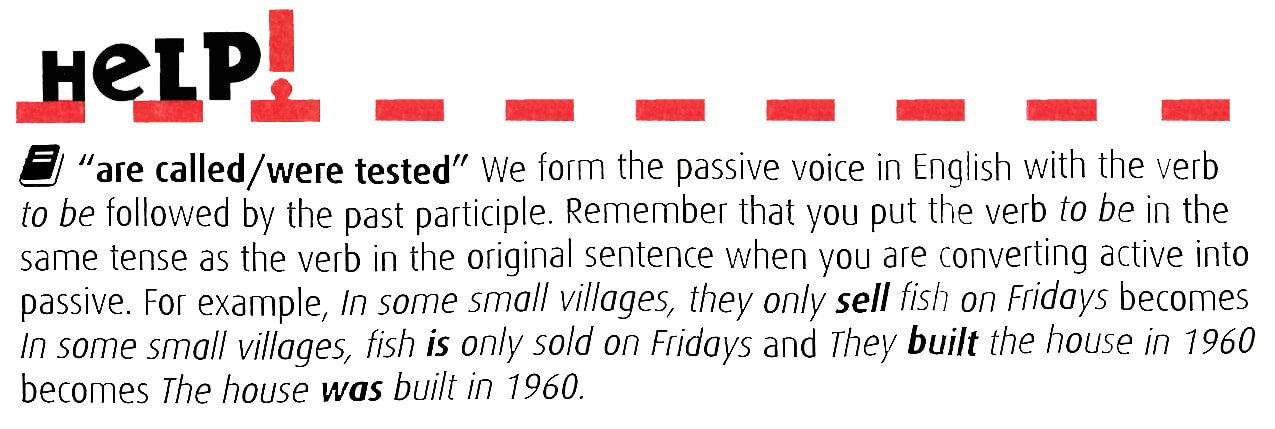 HeLP!
"are called/were tested" We form the passive voice in English with the verb
to be followed by the past participle. Remember that you put the verb to be in the
same tense as the verb in the original sentence when you are converting active into
passive. For example, In some small villages, they only sell fish on Fridays becomes
In some small villages, fish is only sold on Fridays and They built the house in 1960
becomes The house was built in 1960.